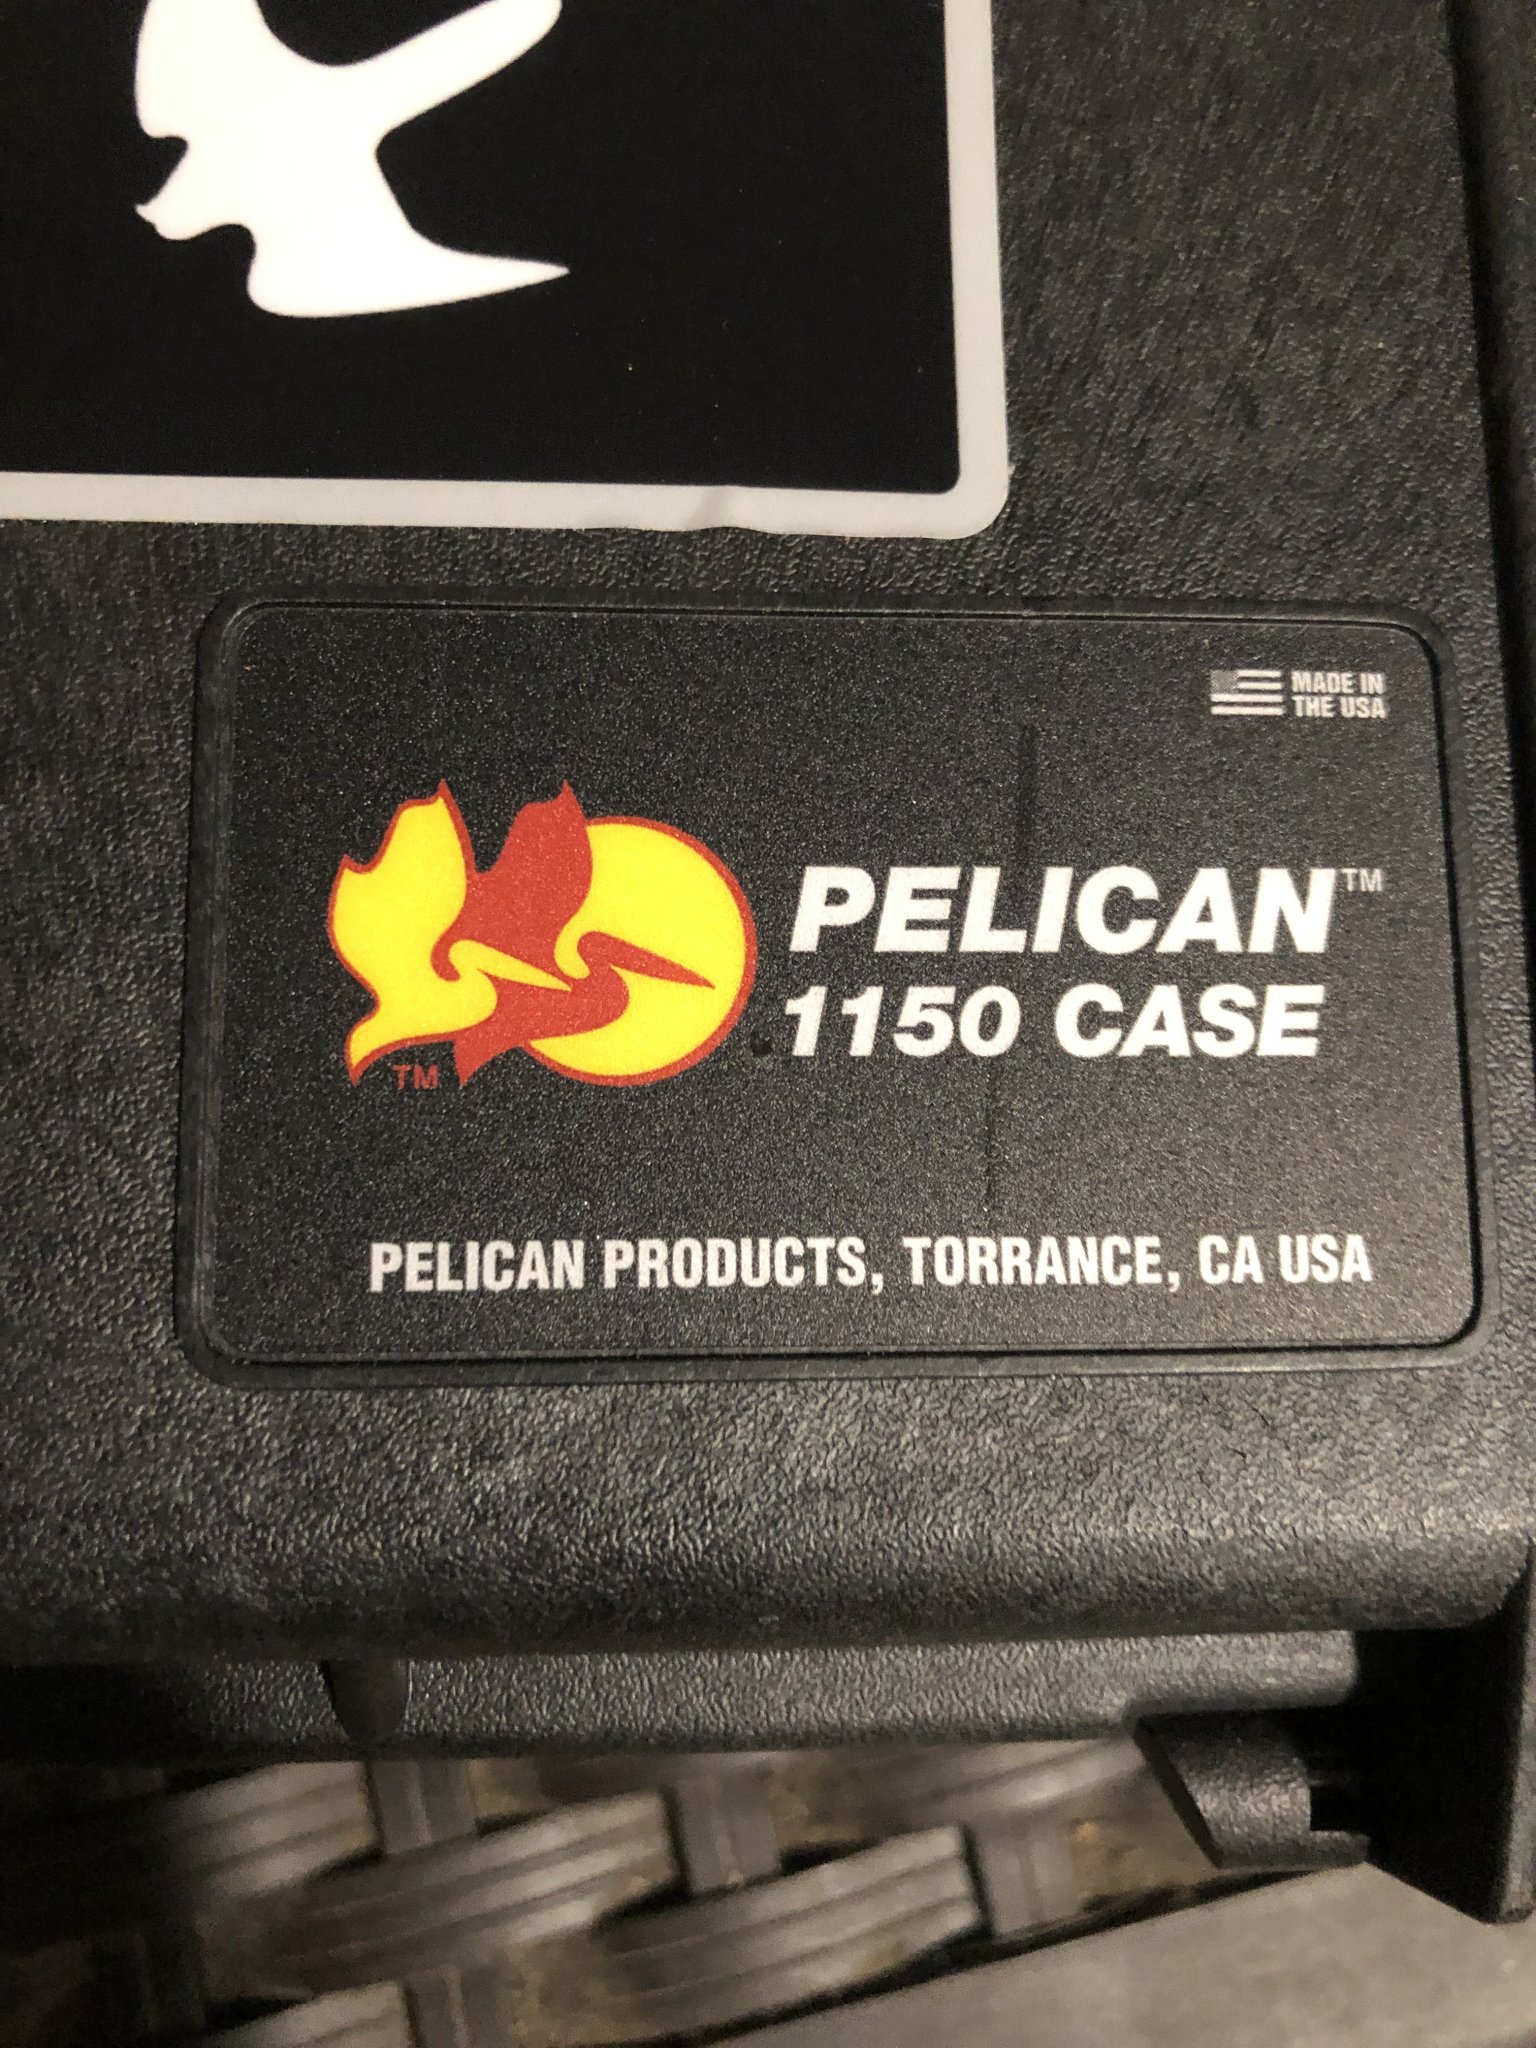 MADE IN
THE USA
PELICAN™
1150 CASE
TM
PELICAN PRODUCTS, TORRANCE, CA USA